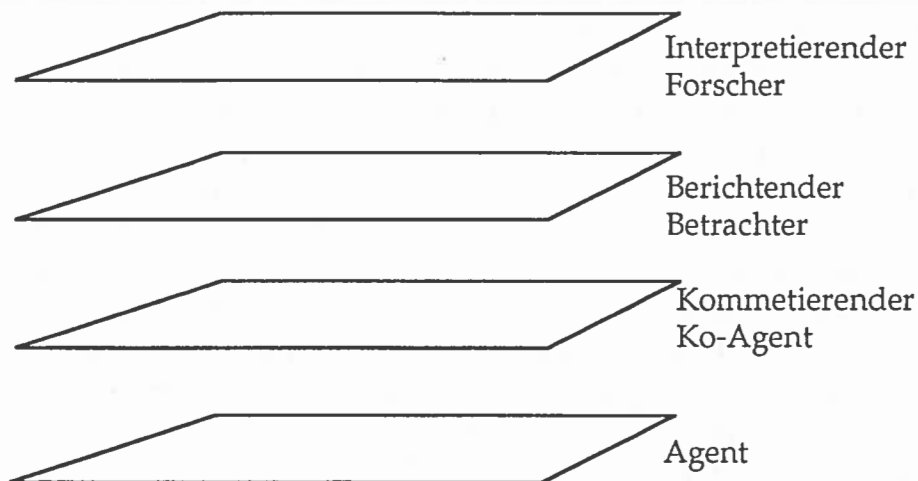 Interpretierender
Forscher
Berichtender
Betrachter
Kommetierender
Ko-Agent
Agent